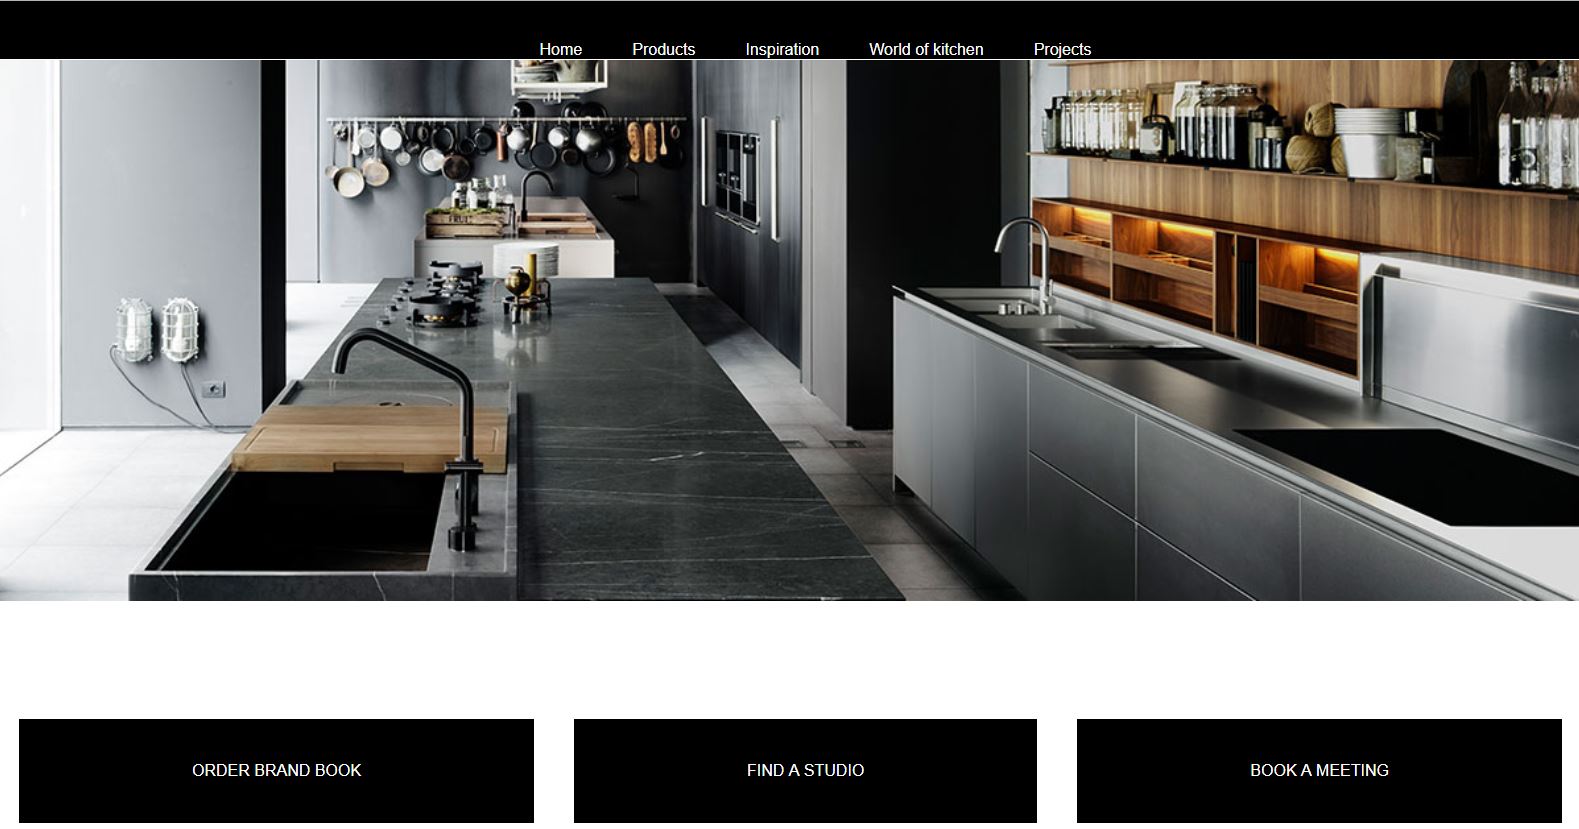 Home Products Inspiration World of kitchen Projects
ORDER BRAND BOOK
FIND A STUDIO
BOOK A MEETING